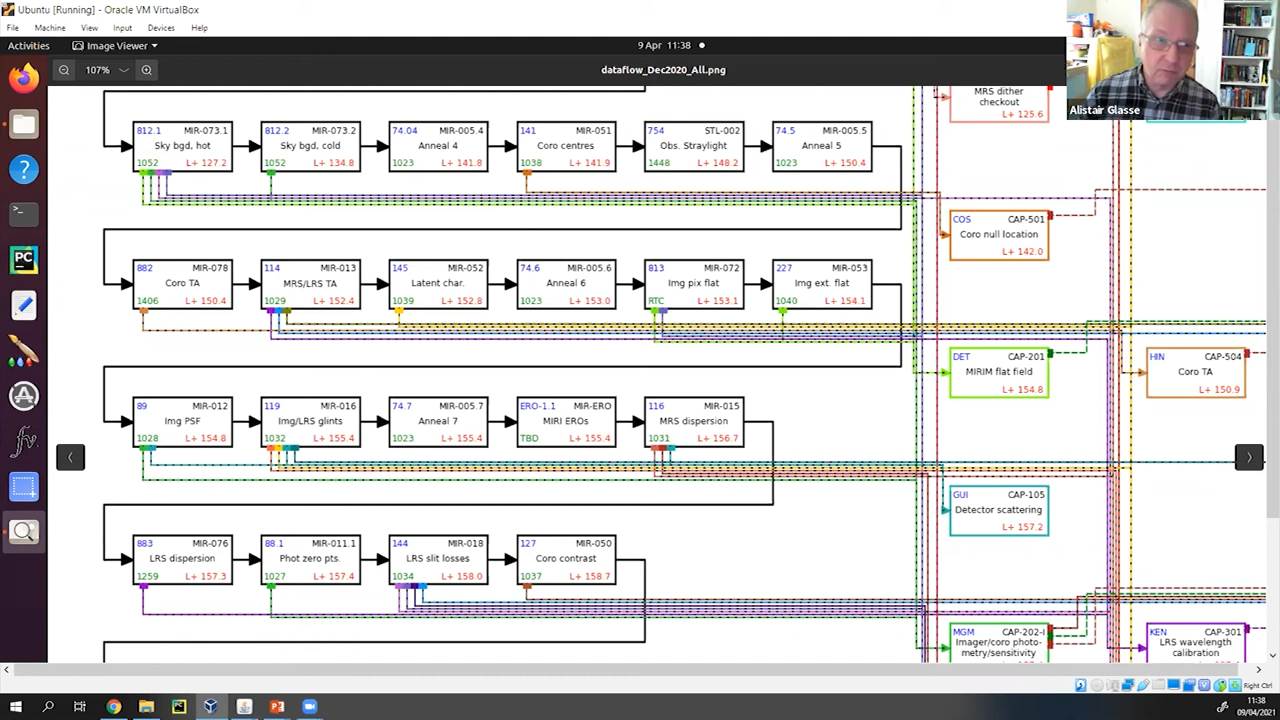 Ubuntu [Running] - Oracle VM VirtualBox
File Machine View Input Devices Help
Activities Image Viewer 9 Apr 11:38
107% dataflow_Dec2020_All.png
Alistair Glasse
MRS dither
checkout
L+ 125.6
812.1 MIR-073.1
Sky bgd, hot
1052 L+ 127.2
812.2 MIR-073.2
Sky bgd, cold
1052 L+ 134.8
74.04 MIR-005.4
Anneal 4
1023 L+ 141.8
141 MIR-051
Coro centres
1038 L+ 141.9
754 STL-002
Obs. Straylight
1448 L+ 148.2
74.5 MIR-005.5
Anneal 5
1023 L+ 150.4
COS CAP-501
Coro null location
L+ 142.0
882 MIR-078
Coro TA
1406 L+ 150.4
114 MIR-013
MRS/LRS TA
1029 L+ 152.4
145 MIR-052
Latent char.
1039 L+ 152.8
74.6 MIR-005.6
Anneal 6
1023 L+ 153.0
813 MIR-072
Img pix flat
RTC L+ 153.1
227 MIR-053
Img ext. flat
1040 L+ 154.1
DET CAP-201
MIRIM flat field
L+ 154.8
HIN CAP-504
Coro TA
L+ 150.9
89 MIR-012
Img PSF
1028 L+ 154.8
119 MIR-016
Img/LRS glints
1032 L+ 155.4
74.7 MIR-005.7
Anneal 7
1023 L+ 155.4
ERO-1.1 MIR-ERO
MIRI EROs
TBD L+ 155.4
116 MIR-015
MRS dispersion
1031 L+ 156.7
GUI CAP-105
Detector scattering
L+ 157.2
883 MIR-076
LRS dispersion
1259 L+ 157.3
88.1 MIR-011.1
Phot zero pts.
1027 L+ 157.4
144 MIR-018
LRS slit losses
1034 L+ 158.0
127 MIR-050
Coro contrast
1037 L+ 158.7
MGM CAP-202-I
Imager/coro photo-
metry/sensitivity
KEN CAP-301
LRS wavelength
calibration
Right Ctrl
11:38
09/04/2021